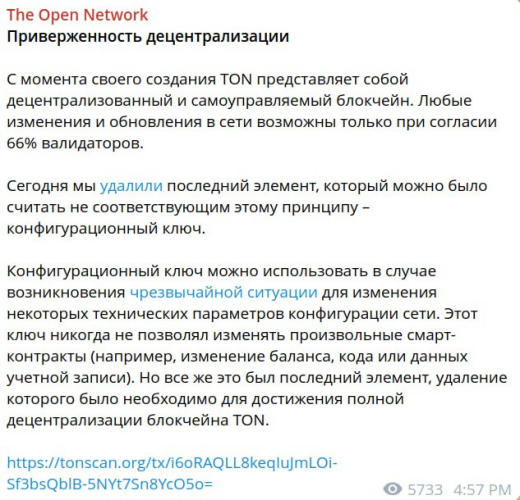 The Open Network
Приверженность децентрализации
С момента своего создания TON представляет собой
децентрализованный и самоуправляемый блокчейн. Любые
изменения и обновления в сети возможны только при согласии
66% валидаторов.
Сегодня мы удалили последний элемент, который можно было
считать не соответствующим этому принципу –
конфигурационный ключ.
Конфигурационный ключ можно использовать в случае
возникновения чрезвычайной ситуации для изменения
некоторых технических параметров конфигурации сети. Этот
ключ никогда не позволял изменять произвольные смарт-
контракты (например, изменение баланса, кода или данных
учетной записи). Но все же это был последний элемент, удаление
которого было необходимо для достижения полной
децентрализации блокчейна TON.
https://tonscan.org/tx/i6oRAQLL8keqIuJmLOi-
Sf3bsQblB-5NYt7Sn8YcO5o=
5733 4:57 PM